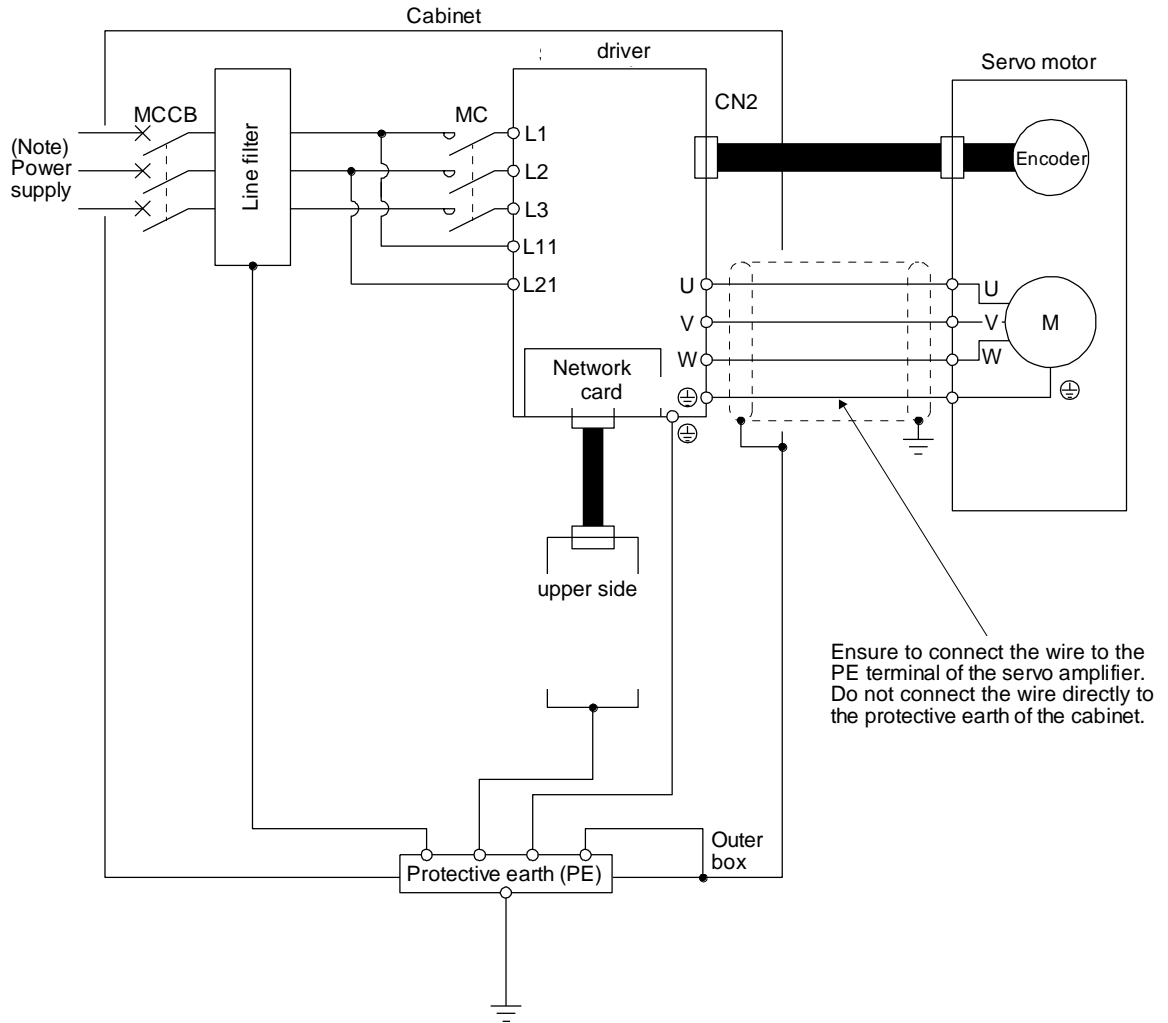 Cabinet
driver
Servo motor
MCCB
MC
CN2
(Note)
Power
supply
Line filter
L1
L2
L3
L11
L21
Encoder
U
V
W
U
V
W
M
Network
card
upper side
Ensure to connect the wire to the
PE terminal of the servo amplifier.
Do not connect the wire directly to
the protective earth of the cabinet.
Outer
box
Protective earth (PE)